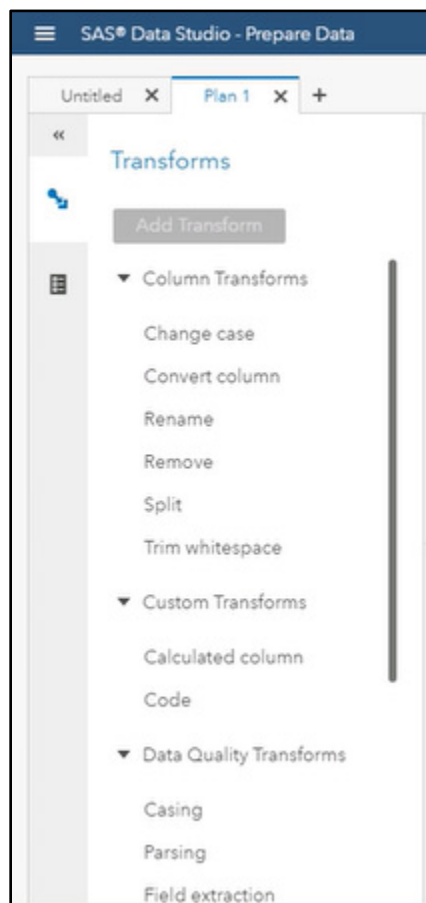 SAS® Data Studio - Prepare Data
Untitled X Plan 1 X +
«
Transforms
Add Transform
Column Transforms
Change case
Convert column
Rename
Remove
Split
Trim whitespace
Custom Transforms
Calculated column
Code
Data Quality Transforms
Casing
Parsing
Field extraction